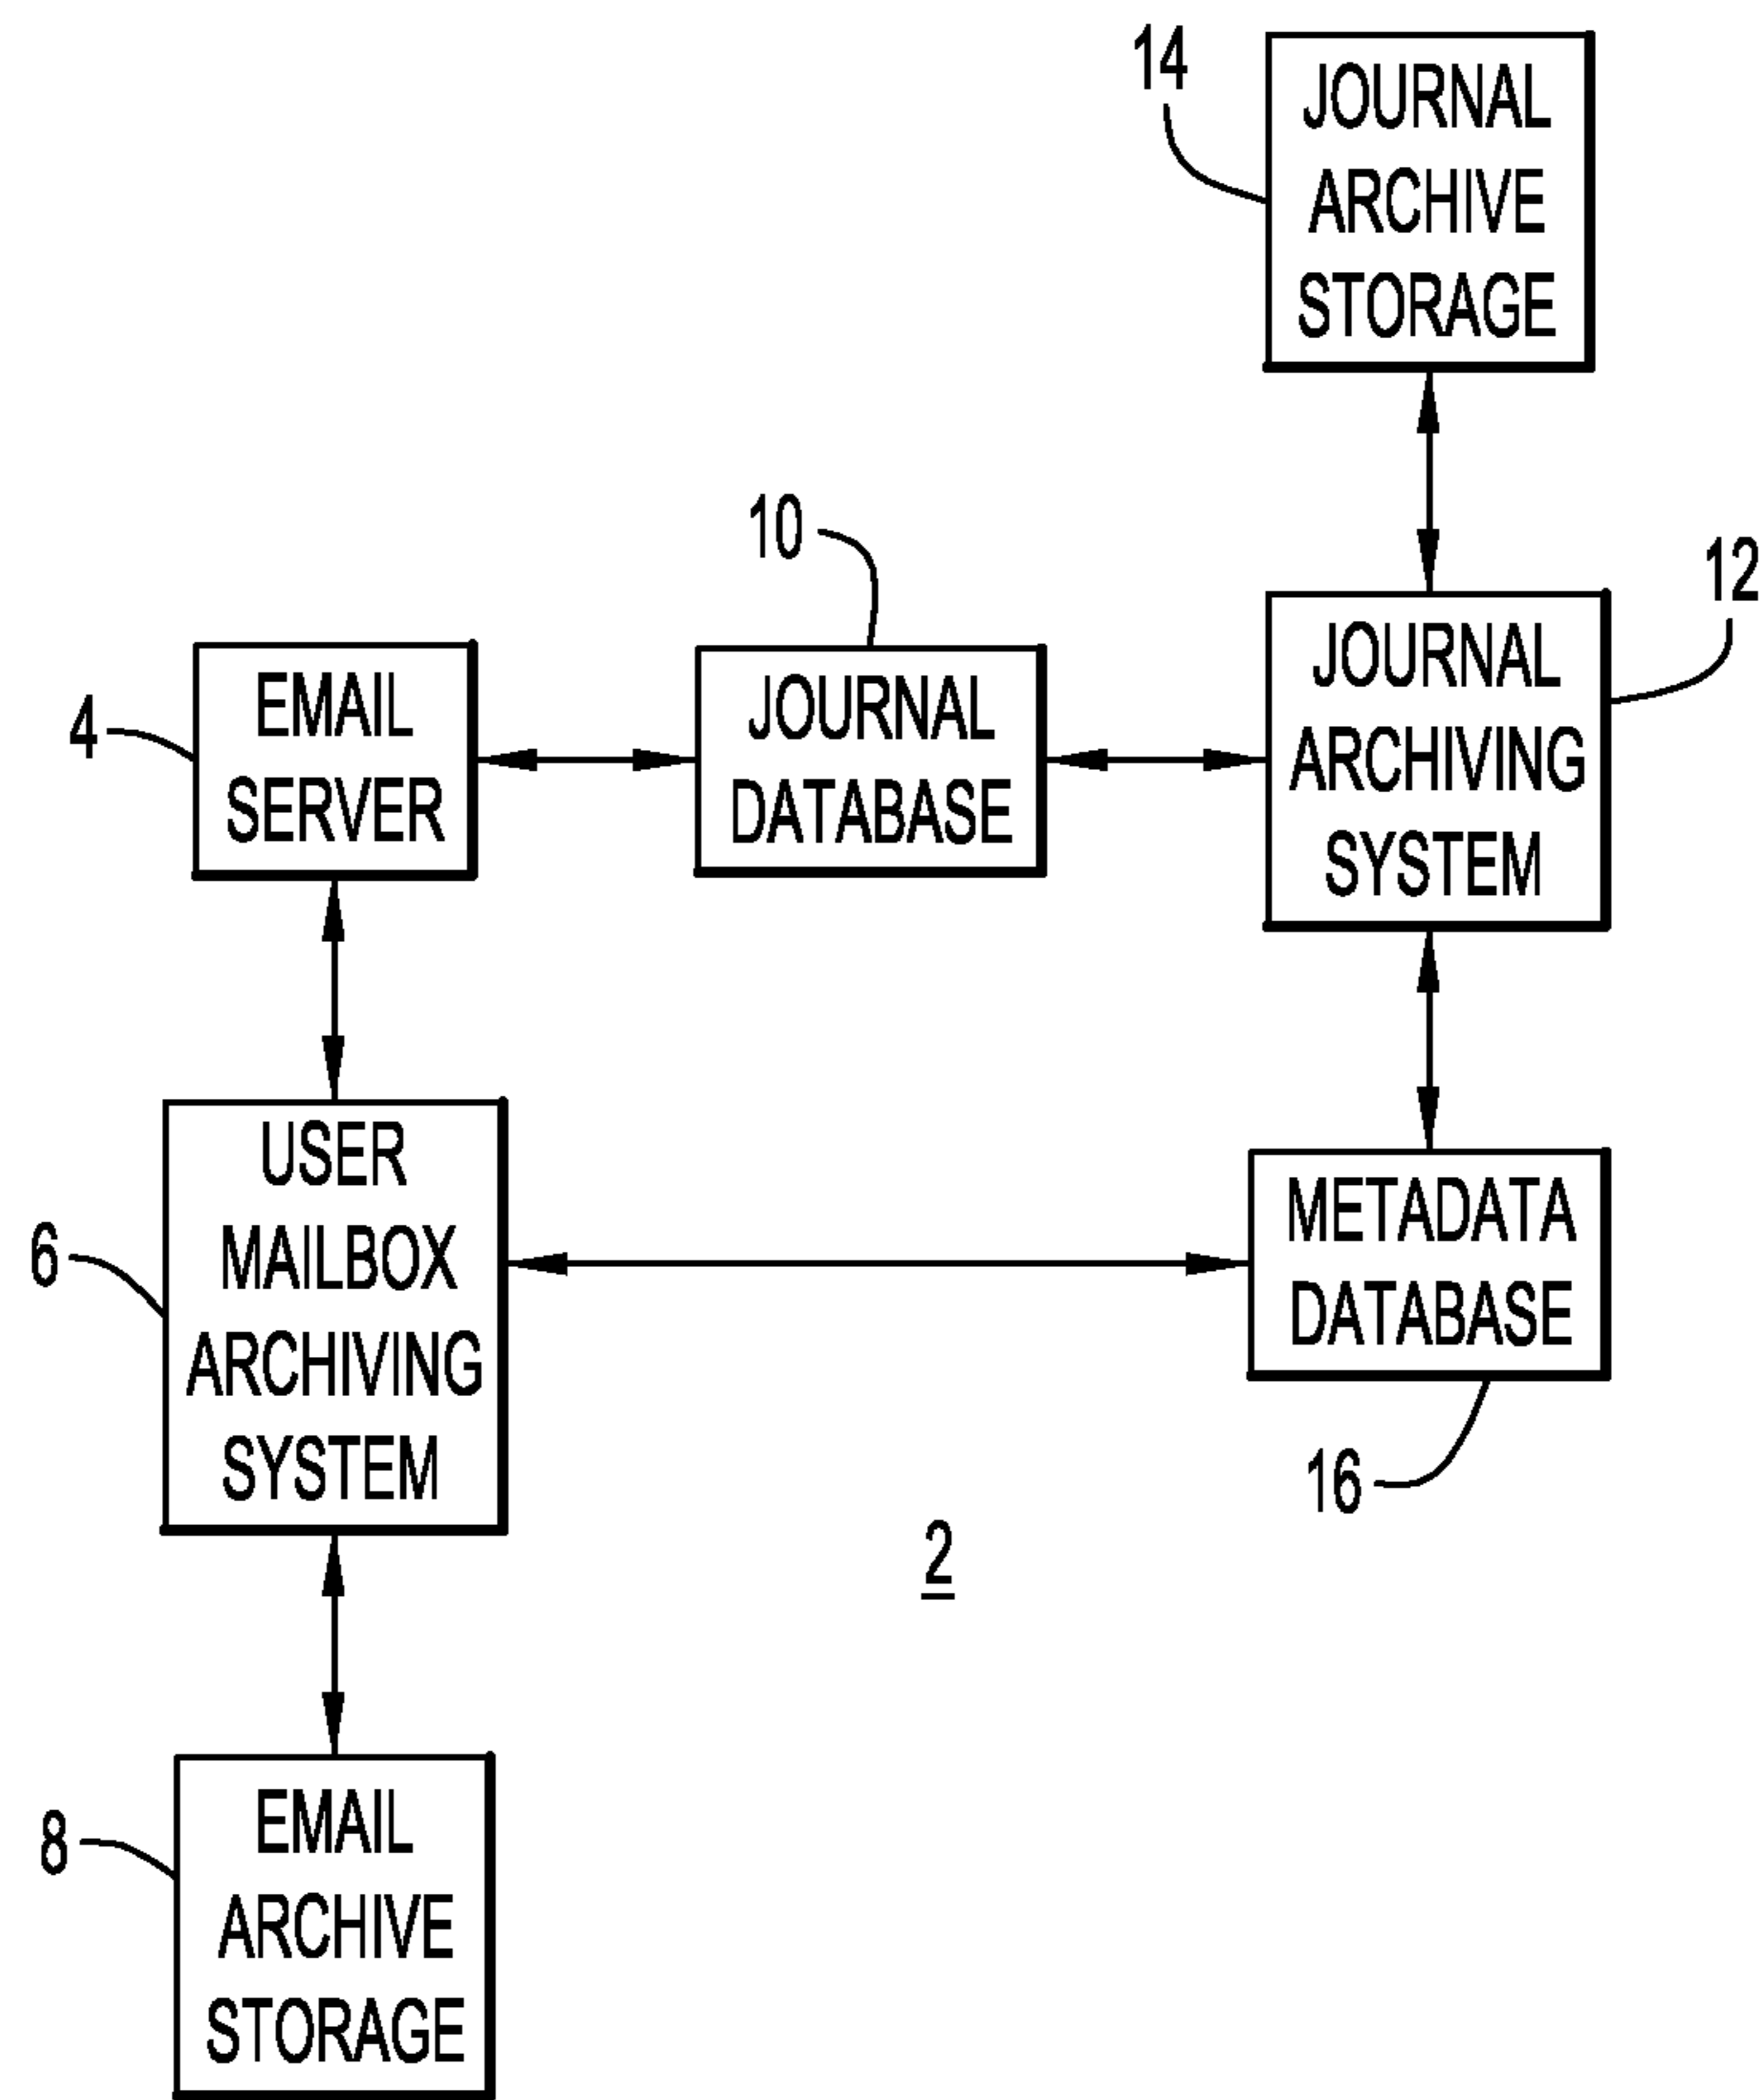 14
JOURNAL
ARCHIVE
STORAGE
10
12
4
EMAIL
SERVER
JOURNAL
DATABASE
JOURNAL
ARCHIVING
SYSTEM
6
USER
MAILBOX
ARCHIVING
SYSTEM
METADATA
DATABASE
16
2
8
EMAIL
ARCHIVE
STORAGE